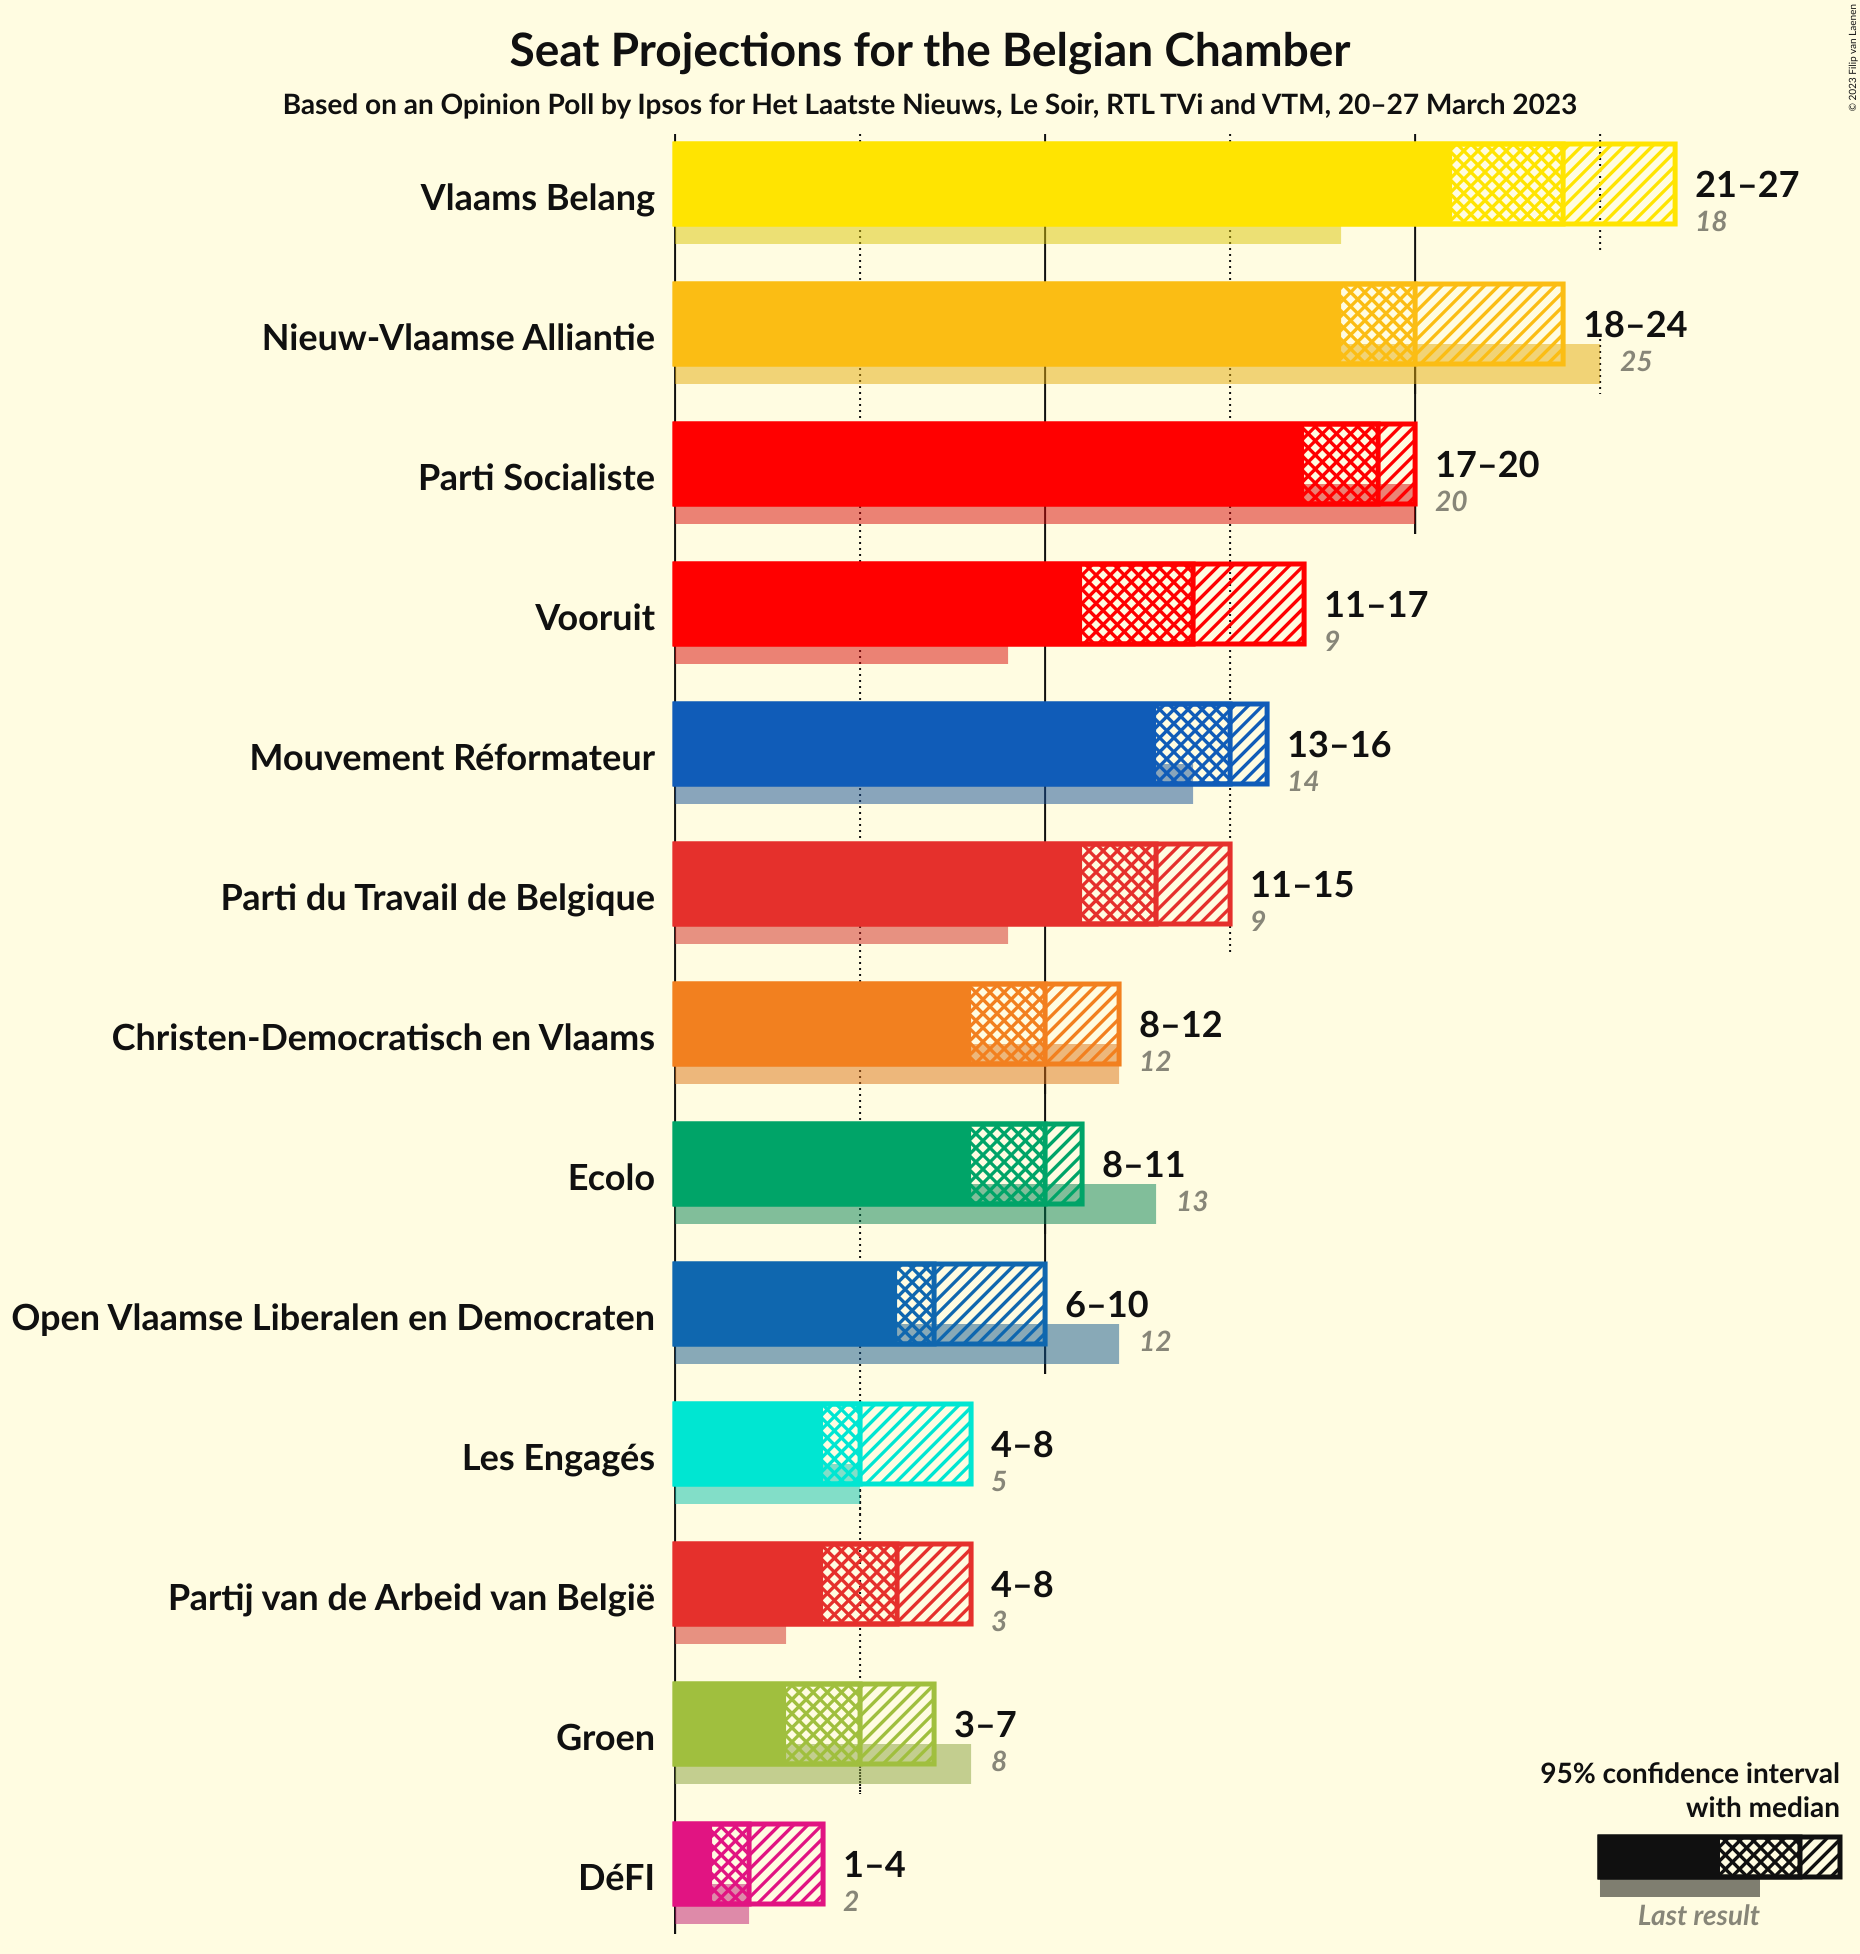 Seat Projections for the Belgian Chamber
Based on an Opinion Poll by Ipsos for Het Laatste Nieuws, Le Soir, RTL TVi and VTM, 20–27 March 2023
© 2023 Filip van Laenen
Vlaams Belang
21–27
18
Nieuw-Vlaamse Alliantie
18–24
25
Parti Socialiste
17–20
20
Vooruit
11–17
9
Mouvement Réformateur
13–16
14
Parti du Travail de Belgique
11–15
9
Christen-Democratisch en Vlaams
8–12
12
Ecolo
8–11
13
Open Vlaamse Liberalen en Democraten
6–10
12
Les Engagés
4–8
5
Partij van de Arbeid van België
4–8
3
Groen
3–7
8
DéFI
1–4
2
95% confidence interval
with median
Last result